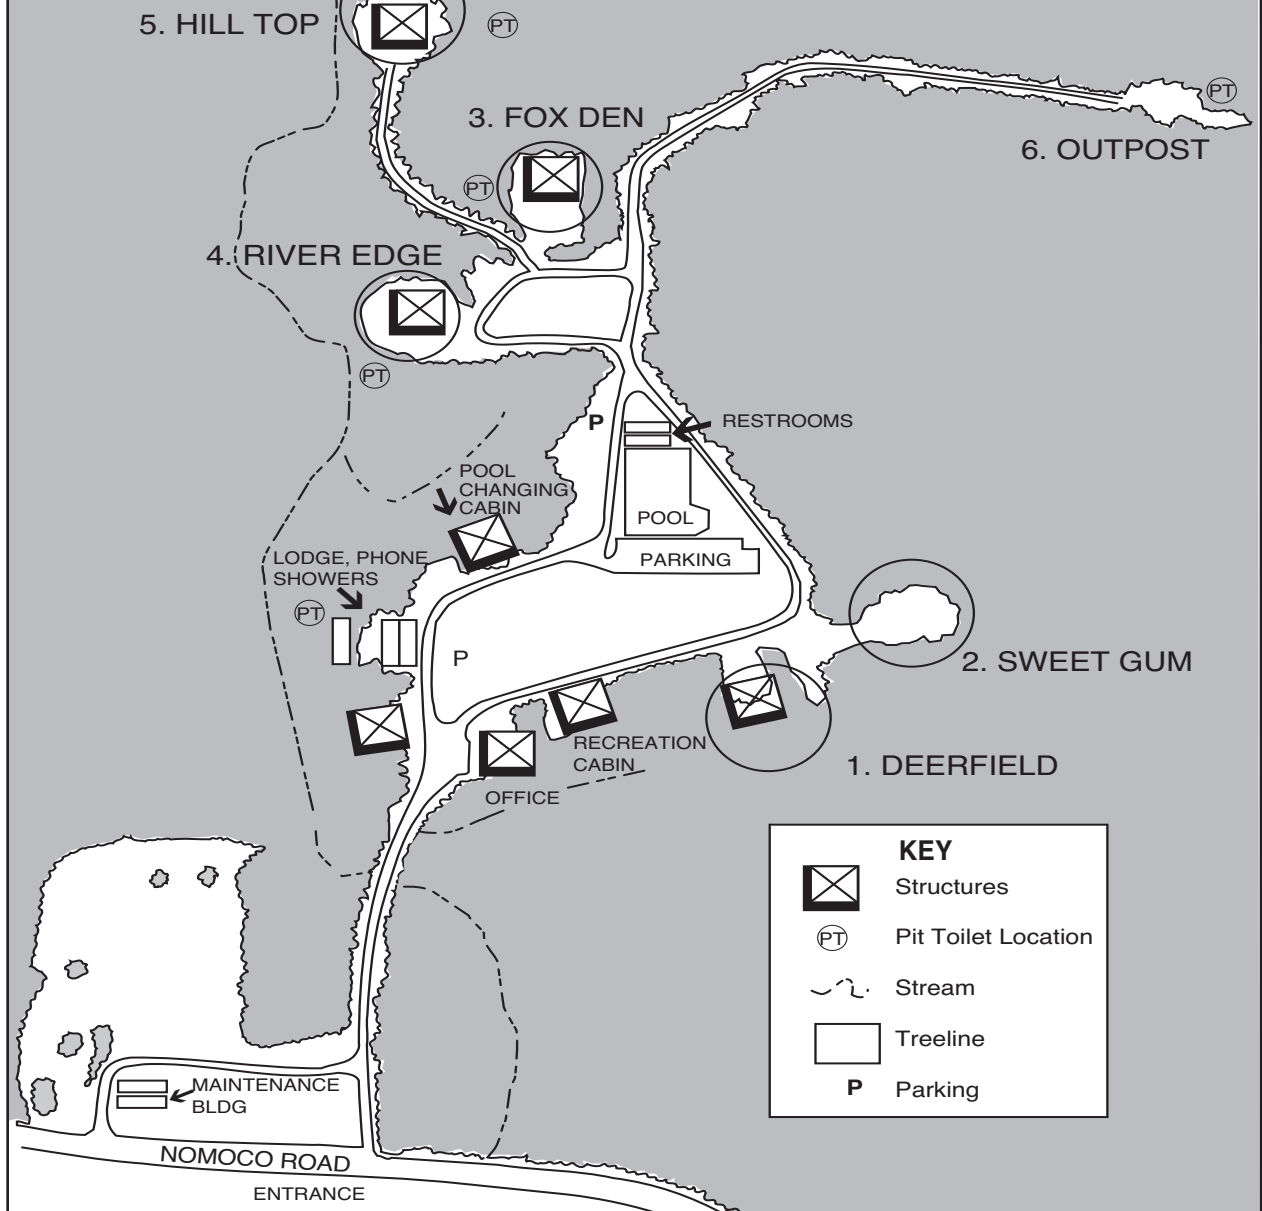 5. HILL TOP
PT
3. FOX DEN
PT
6. OUTPOST
PT
4. RIVER EDGE
PT
P
RESTROOMS
POOL
CHANGING
CABIN
POOL
PARKING
LODGE, PHONE
SHOWERS
PT
P
2. SWEET GUM
RECREATION
CABIN
1. DEERFIELD
OFFICE
KEY
Structures
PT Pit Toilet Location
Stream
Treeline
P Parking
MAINTENANCE
BLDG
NOMOCO ROAD
ENTRANCE